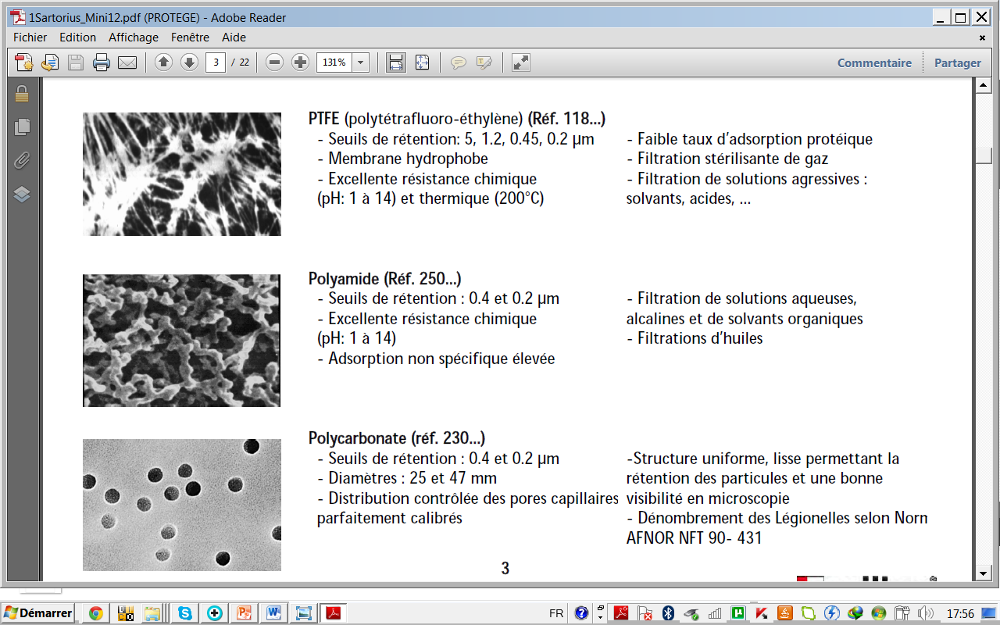 1Sartorius_Mini12.pdf (PROTEGE) - Adobe Reader
Fichier Edition Affichage Fenêtre Aide
3 / 22 131% Commentaire Partager
PTFE (polytétrafluoro-éthylène) (Réf. 118...)
- Seuils de rétention: 5, 1.2, 0.45, 0.2 µm
- Membrane hydrophobe
- Excellente résistance chimique
(pH: 1 à 14) et thermique (200°C)
- Faible taux d'adsorption protéique
- Filtration stérilisante de gaz
- Filtration de solutions agressives :
solvants, acides, ...
Polyamide (Réf. 250...)
- Seuils de rétention : 0.4 et 0.2 µm
- Excellente résistance chimique
(pH: 1 à 14)
- Adsorption non spécifique élevée
- Filtration de solutions aqueuses,
alcalines et de solvants organiques
- Filtrations d'huiles
Polycarbonate (réf. 230...)
- Seuils de rétention : 0.4 et 0.2 µm
- Diamètres : 25 et 47 mm
- Distribution contrôlée des pores capillaires
parfaitement calibrés
-Structure uniforme, lisse permettant la
rétention des particules et une bonne
visibilité en microscopie
- Dénombrement des Légionelles selon Norm
AFNOR NFT 90- 431
3
Démarrer FR 17:56